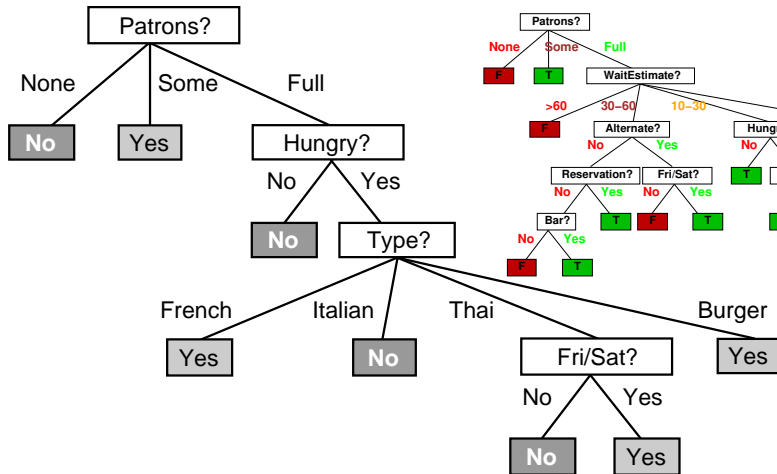 Patrons?
None Some Full
No Yes Hungry?
No Yes
No Type?
French Italian Thai Burger
Yes No Fri/Sat? Yes
No Yes
No Yes
Patrons?
None Some Full
F T WaitEstimate?
>60 30−60 10−30
F Alternate?
No Yes No
Reservation? Fri/Sat? T
No Yes No Yes
Bar? T F T
No Yes
F T